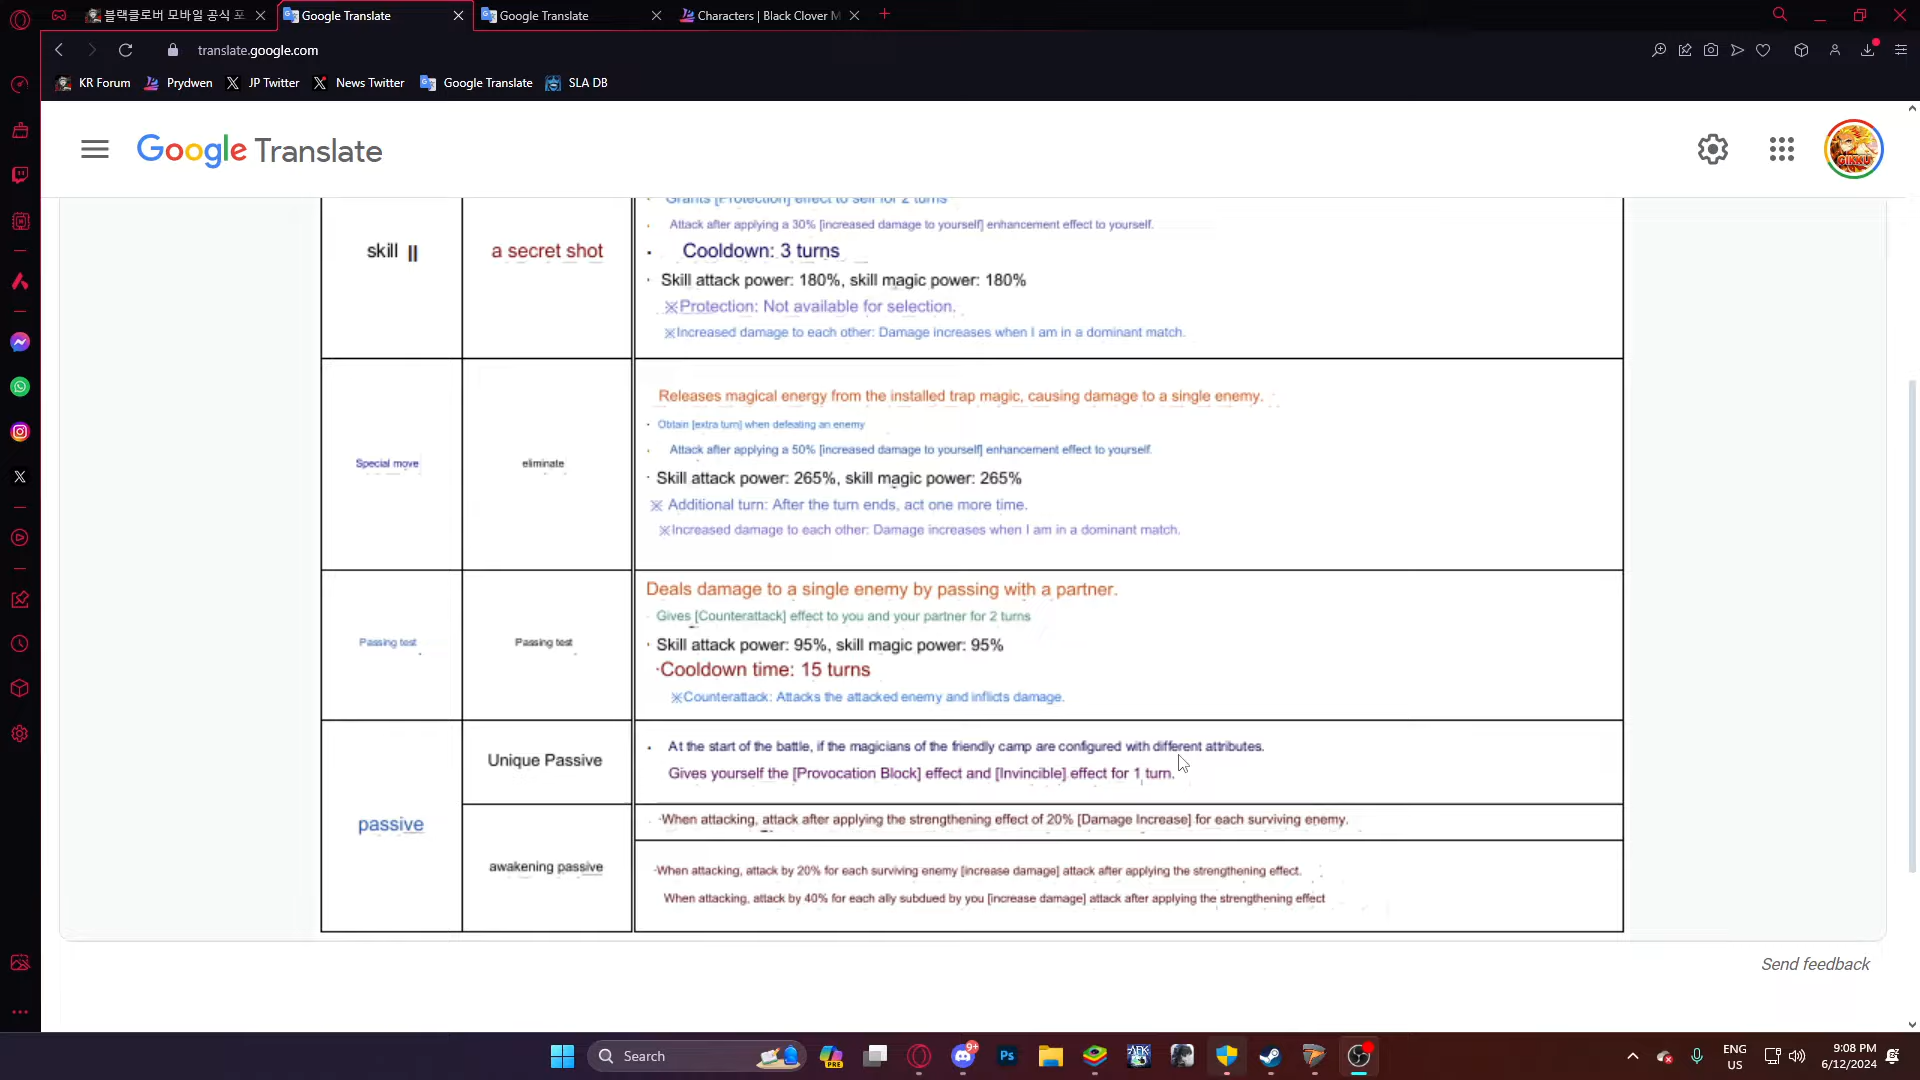 블랙클로버 모바일 공식 포
Google Translate
Google Translate
Characters | Black Clover M
translate.google.com
KR Forum
Prydwen
JP Twitter
News Twitter
Google Translate
SLA DB
Google Translate
GIKKU
Grants [Protection] effect to self for 2 turns
Attack after applying a 30% [increased damage to yourself] enhancement effect to yourself.
skill ||
a secret shot
Cooldown: 3 turns
Skill attack power: 180%, skill magic power: 180%
※Protection: Not available for selection.
※Increased damage to each other: Damage increases when I am in a dominant match.
Releases magical energy from the installed trap magic, causing damage to a single enemy.
Obtain [extra turn] when defeating an enemy
Attack after applying a 50% [increased damage to yourself] enhancement effect to yourself.
Special move
eliminate
Skill attack power: 265%, skill magic power: 265%
※ Additional turn: After the turn ends, act one more time.
※Increased damage to each other: Damage increases when I am in a dominant match.
Deals damage to a single enemy by passing with a partner.
Gives [Counterattack] effect to you and your partner for 2 turns
Passing test
Passing test
Skill attack power: 95%, skill magic power: 95%
·Cooldown time: 15 turns
※Counterattack: Attacks the attacked enemy and inflicts damage.
passive
Unique Passive
At the start of the battle, if the magicians of the friendly camp are configured with different attributes.
Gives yourself the [Provocation Block] effect and [Invincible] effect for 1 turn.
·When attacking, attack after applying the strengthening effect of 20% [Damage Increase] for each surviving enemy.
awakening passive
·When attacking, attack by 20% for each surviving enemy [increase damage] attack after applying the strengthening effect.
When attacking, attack by 40% for each ally subdued by you [increase damage] attack after applying the strengthening effect
Send feedback
Search
PRE
9+
Ps
AFK
ENG
US
9:08 PM
6/12/2024